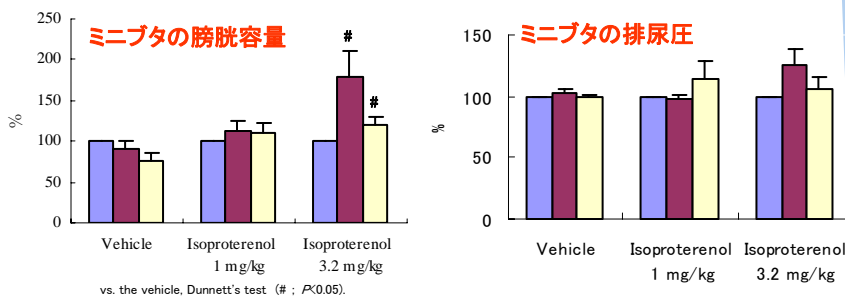 ミニブタの膀胱容量
250
200
150
100
50
0
%
#
#
Vehicle
Isoproterenol
1 mg/kg
Isoproterenol
3.2 mg/kg
vs. the vehicle, Dunnett's test (# ; P<0.05).
ミニブタの排尿圧
150
100
50
0
%
Vehicle
Isoproterenol
1 mg/kg
Isoproterenol
3.2 mg/kg